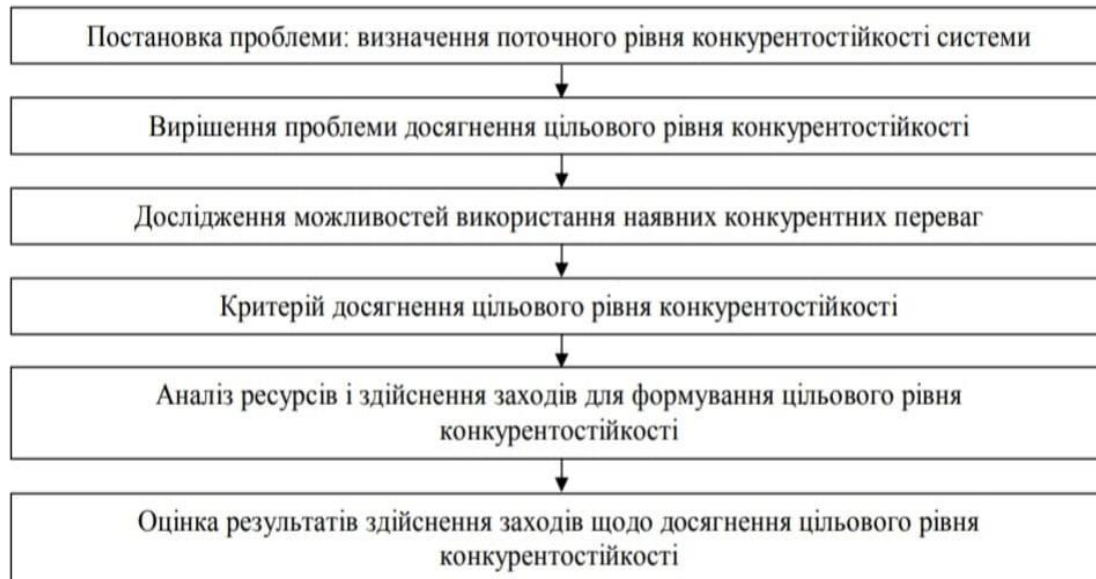 Постановка проблеми: визначення поточного рівня конкурентостійкості системи
Вирішення проблеми досягнення цільового рівня конкурентостійкості
Дослідження можливостей використання наявних конкурентних переваг
Критерій досягнення цільового рівня конкурентостійкості
Аналіз ресурсів і здійснення заходів для формування цільового рівня
конкурентостійкості
Оцінка результатів здійснення заходів щодо досягнення цільового рівня
конкурентостійкості